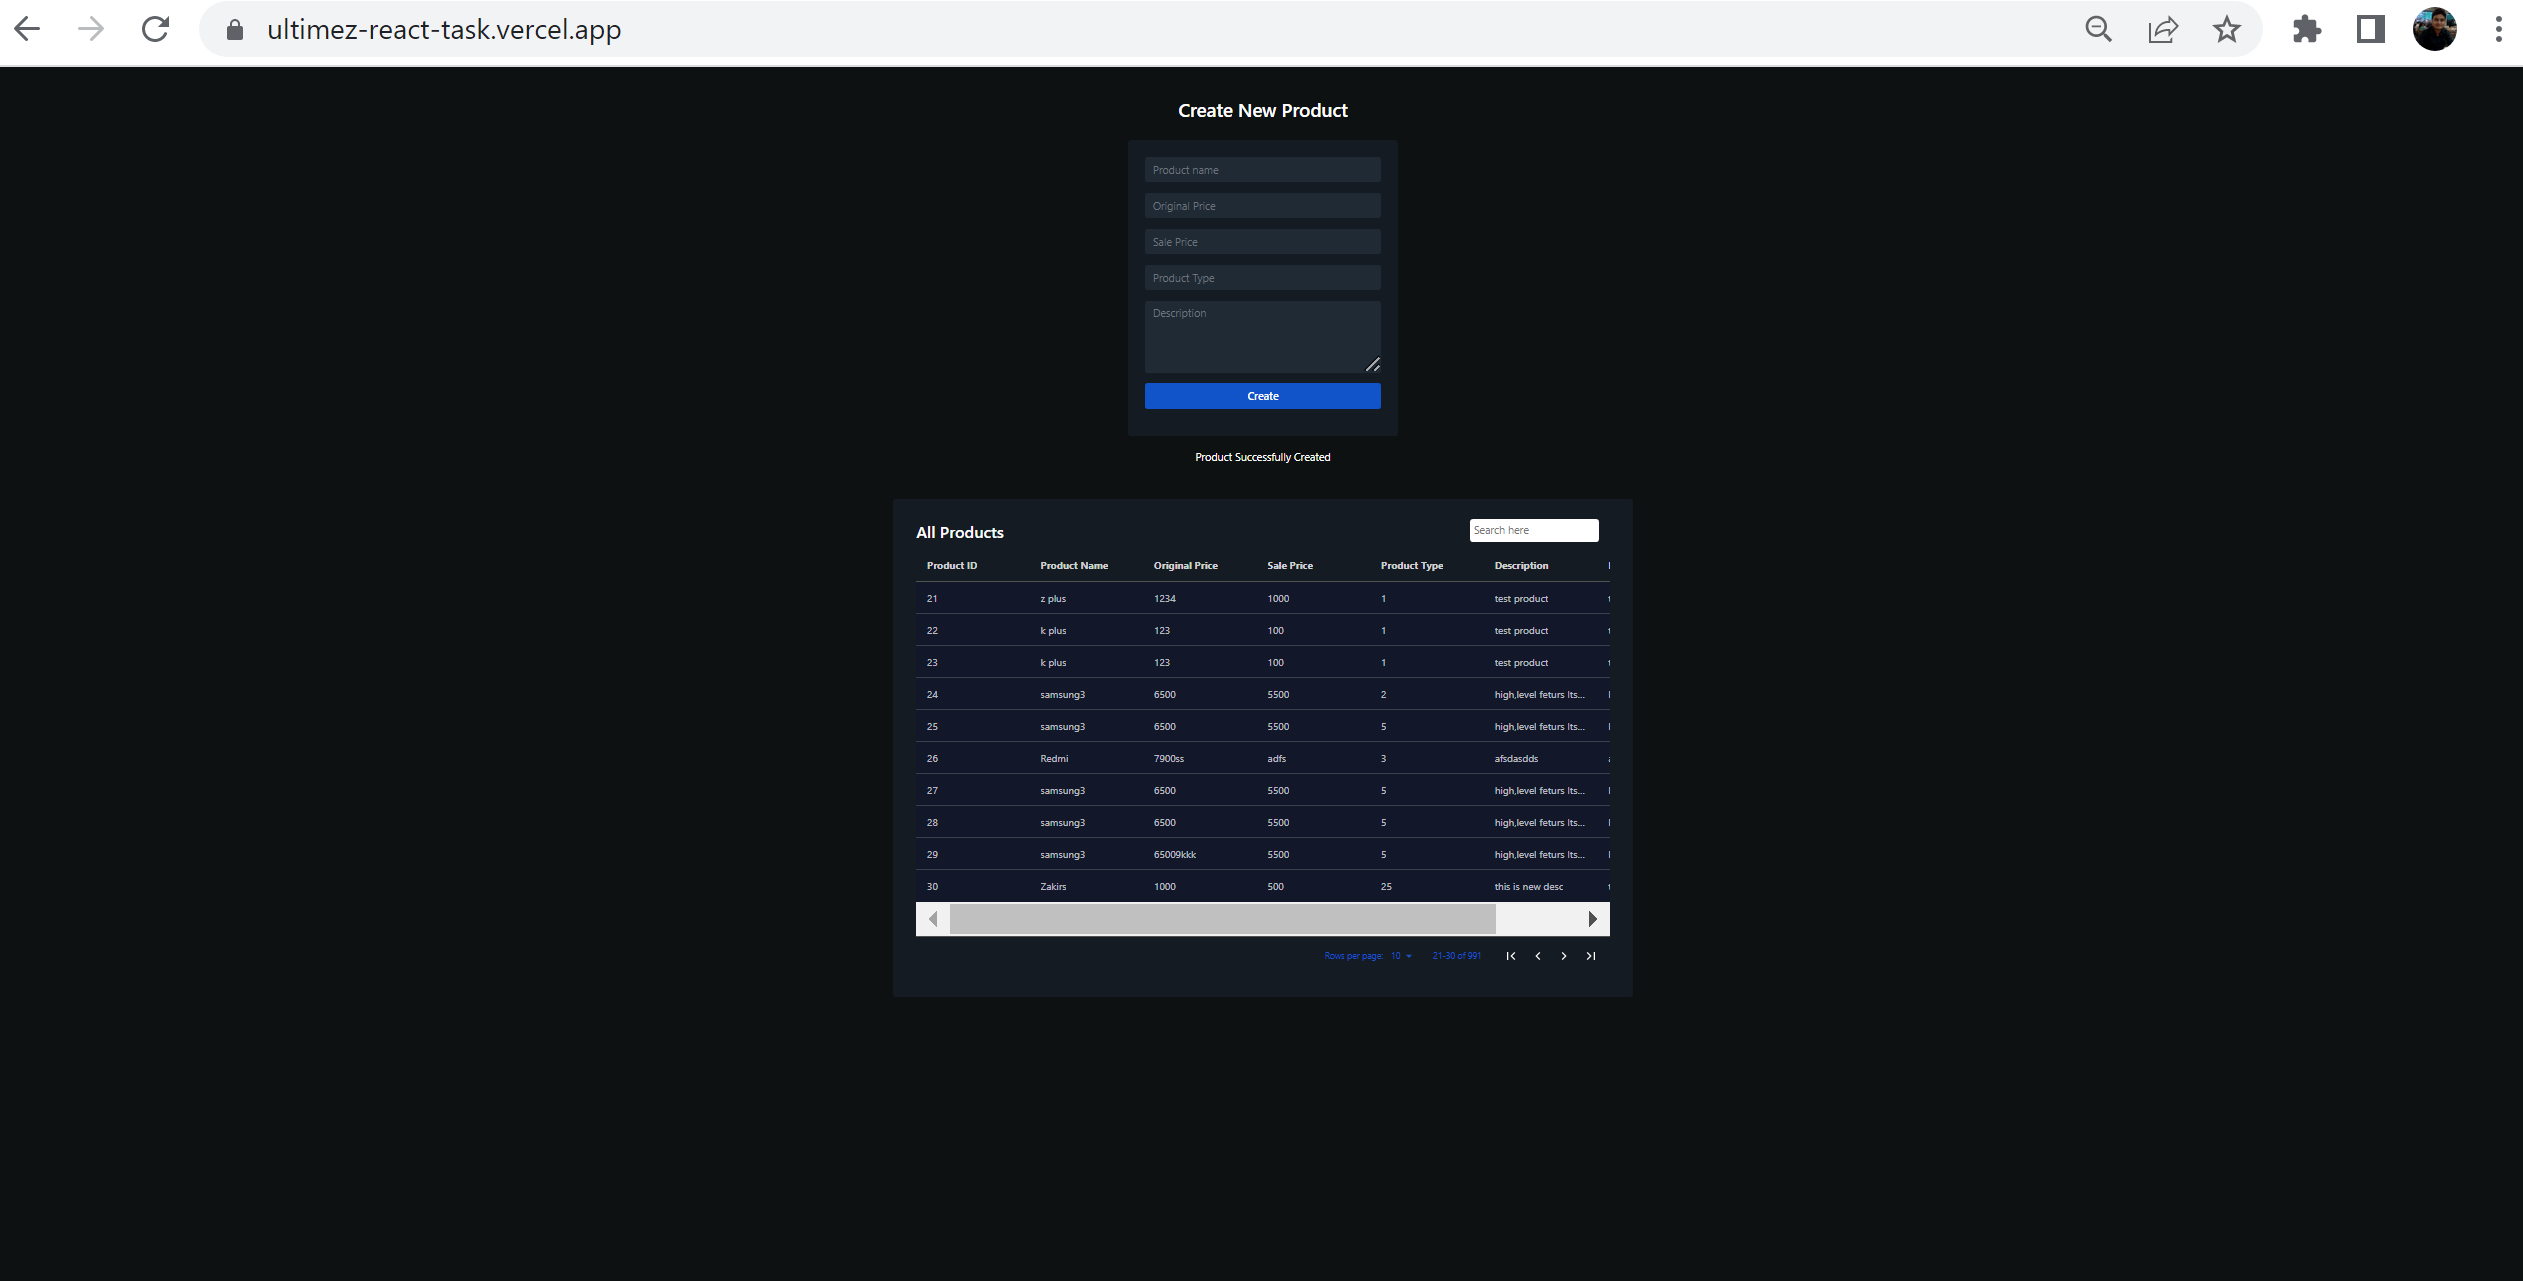 ultimez-react-task.vercel.app
Create New Product
Product name
Original Price
Sale Price
Product Type
Description
Create
Product Successfully Created
All Products
Search here
Product ID Product Name Original Price Sale Price Product Type Description
21 z plus 1234 1000 1 test product
22 k plus 123 100 1 test product
23 k plus 123 100 1 test product
24 samsung3 6500 5500 2 high,level feturs Its...
25 samsung3 6500 5500 5 high,level feturs Its...
26 Redmi 7900ss adfs 3 afsdasdds
27 samsung3 6500 5500 5 high,level feturs Its...
28 samsung3 6500 5500 5 high,level feturs Its...
29 samsung3 65009kkk 5500 5 high,level feturs Its...
30 Zakirs 1000 500 25 this is new desc
Rows per page: 10 21-30 of 991